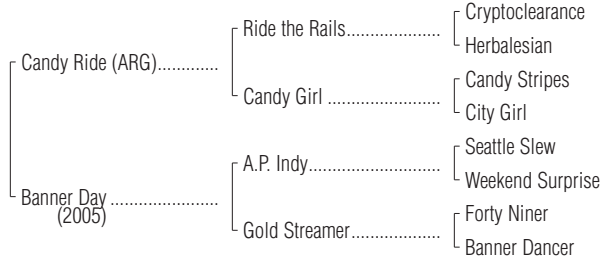 Cryptoclearance
Ride the Rails.....................
Herbalesian
Candy Ride (ARG).............
Candy Stripes
Candy Girl .........................
City Girl
Seattle Slew
A.P. Indy.............................
Weekend Surprise
Banner Day .......................
(2005)
Forty Niner
Gold Streamer....................
Banner Dancer